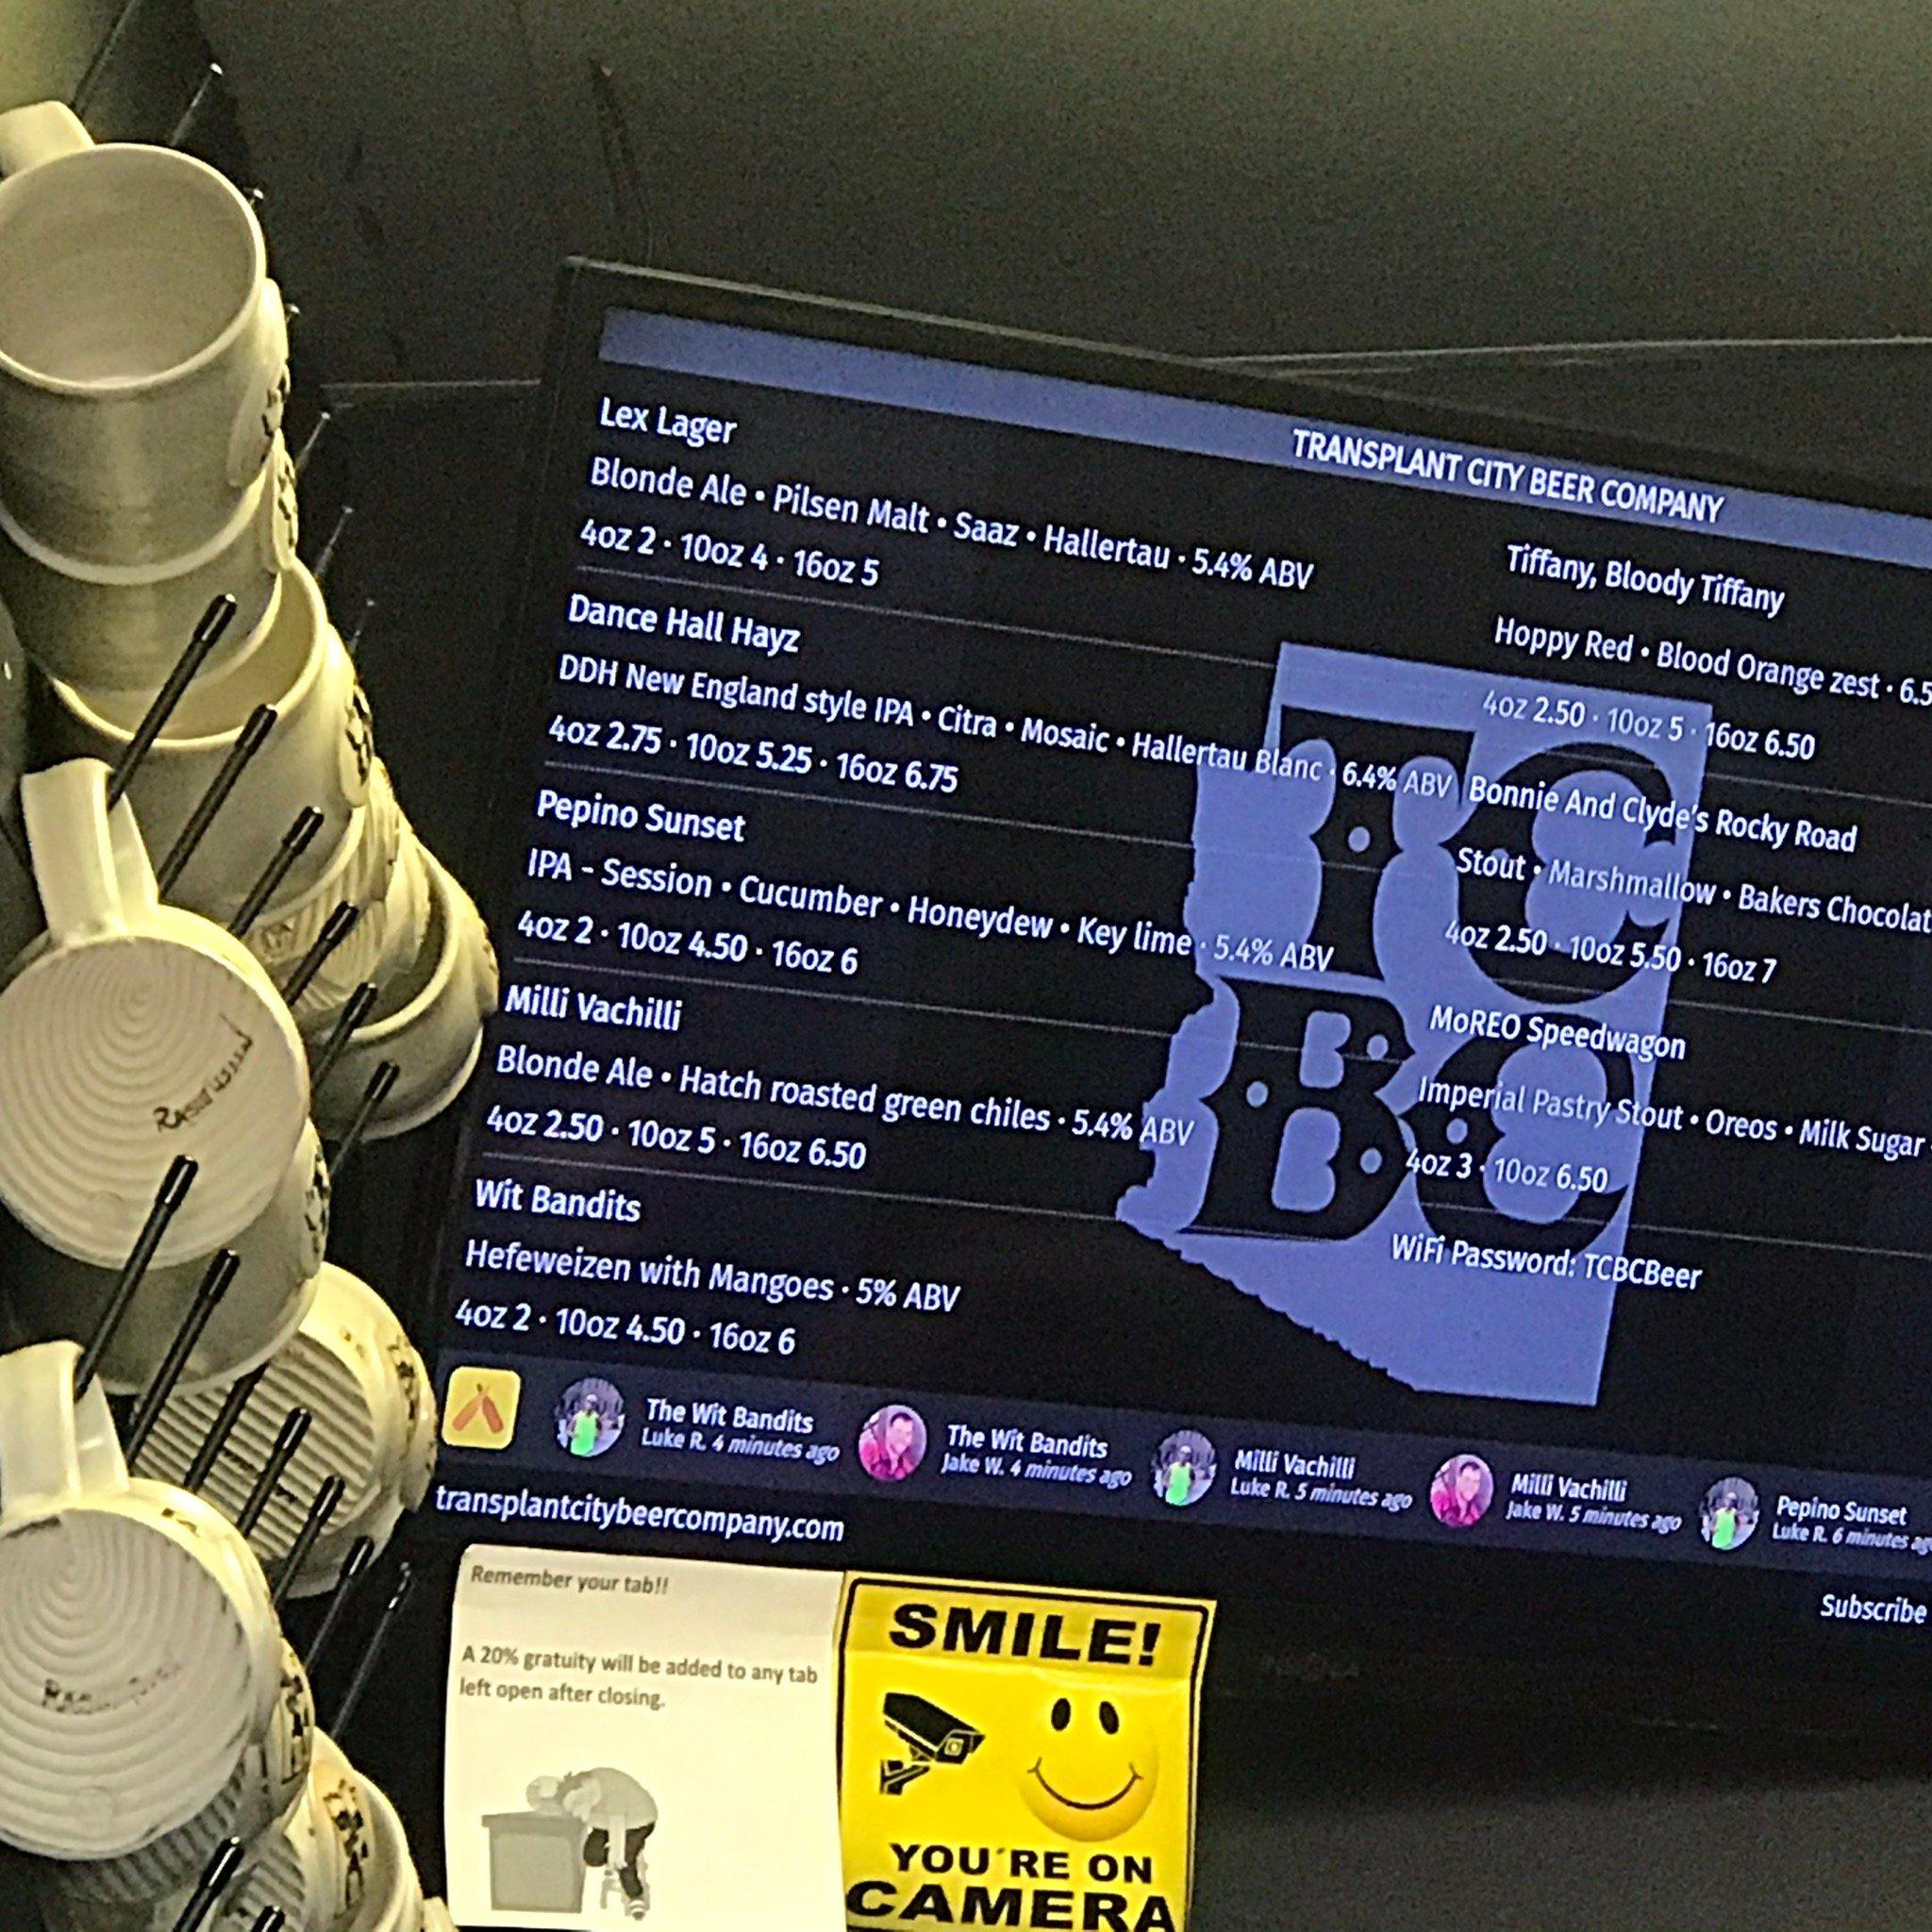 TRANSPLANT CITY BEER COMPANY
Lex Lager
Blonde Ale • Pilsen Malt • Saaz • Hallertau · 5.4% ABV
4oz 2 · 10oz 4 · 16oz 5
Dance Hall Hayz
DDH New England style IPA • Citra • Mosaic • Hallertau Blanc · 6.4% ABV
4oz 2.75 · 10oz 5.25 · 16oz 6.75
Pepino Sunset
IPA - Session • Cucumber • Honeydew • Key lime · 5.4% ABV
4oz 2 · 10oz 4.50 · 16oz 6
Milli Vachilli
Blonde Ale • Hatch roasted green chiles · 5.4% ABV
4oz 2.50 · 10oz 5 · 16oz 6.50
Wit Bandits
Hefeweizen with Mangoes · 5% ABV
4oz 2 · 10oz 4.50 · 16oz 6
Tiffany, Bloody Tiffany
Hoppy Red • Blood Orange zest · 6.5
4oz 2.50 · 10oz 5 · 16oz 6.50
Bonnie And Clyde's Rocky Road
Stout • Marshmallow • Bakers Chocolat
4oz 2.50 · 10oz 5.50 · 16oz 7
MoREO Speedwagon
Imperial Pastry Stout • Oreos • Milk Sugar
4oz 3 · 10oz 6.50
WiFi Password: TCBCBeer
TC
BC
The Wit Bandits
Luke R. 4 minutes ago
The Wit Bandits
Jake W. 4 minutes ago
Milli Vachilli
Luke R. 5 minutes ago
Milli Vachilli
Jake W. 5 minutes ago
Pepino Sunset
Luke R. 6 minutes ag
transplantcitybeercompany.com
Subscribe
Remember your tab!!
A 20% gratuity will be added to any tab
left open after closing.
SMILE!
YOU'RE ON
CAMERA